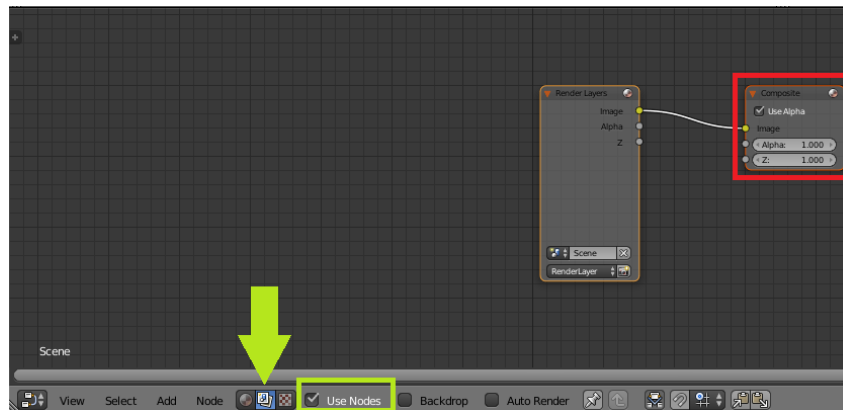 Render Layers
Image
Alpha
Z
Scene
RenderLayer
Composite
Use Alpha
Image
Alpha: 1.000
Z: 1.000
Scene
View Select Add Node Use Nodes Backdrop Auto Render